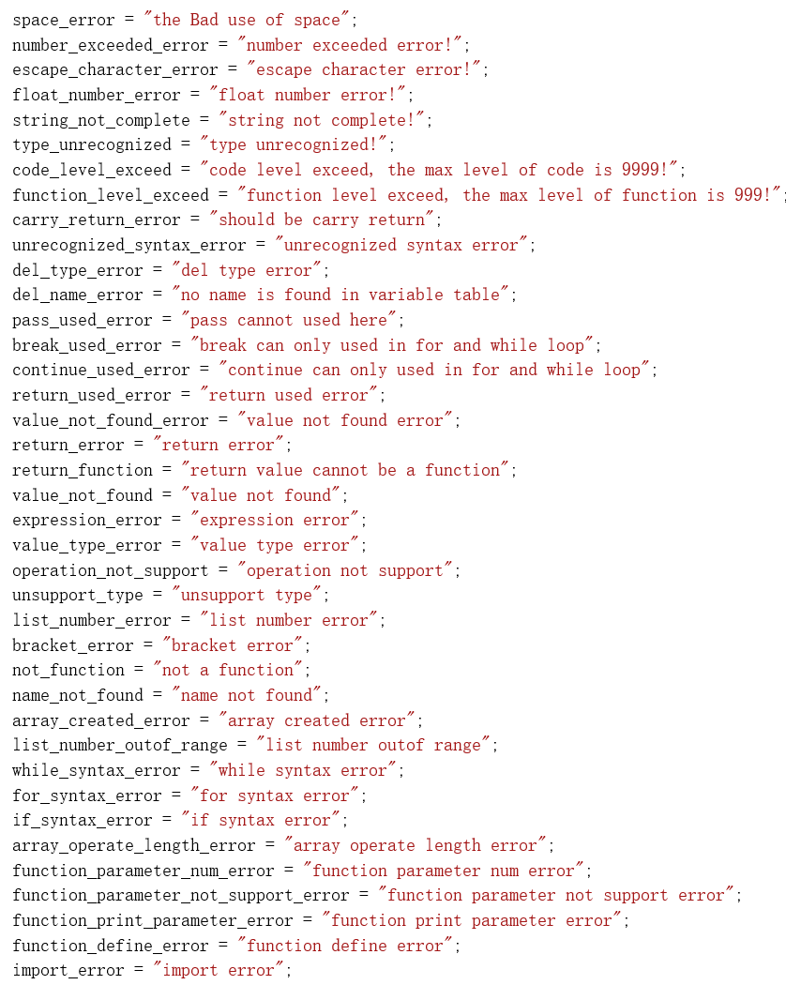 space_error = "the Bad use of space";
number_exceeded_error = "number exceeded error!";
escape_character_error = "escape character error!";
float_number_error = "float number error!";
string_not_complete = "string not complete!";
type_unrecognized = "type unrecognized!";
code_level_exceed = "code level exceed, the max level of code is 9999!";
function_level_exceed = "function level exceed, the max level of function is 999!";
carry_return_error = "should be carry return";
unrecognized_syntax_error = "unrecognized syntax error";
del_type_error = "del type error";
del_name_error = "no name is found in variable table";
pass_used_error = "pass cannot used here";
break_used_error = "break can only used in for and while loop";
continue_used_error = "continue can only used in for and while loop";
return_used_error = "return used error";
value_not_found_error = "value not found error";
return_error = "return error";
return_function = "return value cannot be a function";
value_not_found = "value not found";
expression_error = "expression error";
value_type_error = "value type error";
operation_not_support = "operation not support";
unsupport_type = "unsupport type";
list_number_error = "list number error";
bracket_error = "bracket error";
not_function = "not a function";
name_not_found = "name not found";
array_created_error = "array created error";
list_number_outof_range = "list number outof range";
while_syntax_error = "while syntax error";
for_syntax_error = "for syntax error";
if_syntax_error = "if syntax error";
array_operate_length_error = "array operate length error";
function_parameter_num_error = "function parameter num error";
function_parameter_not_support_error = "function parameter not support error";
function_print_parameter_error = "function print parameter error";
function_define_error = "function define error";
import_error = "import error";